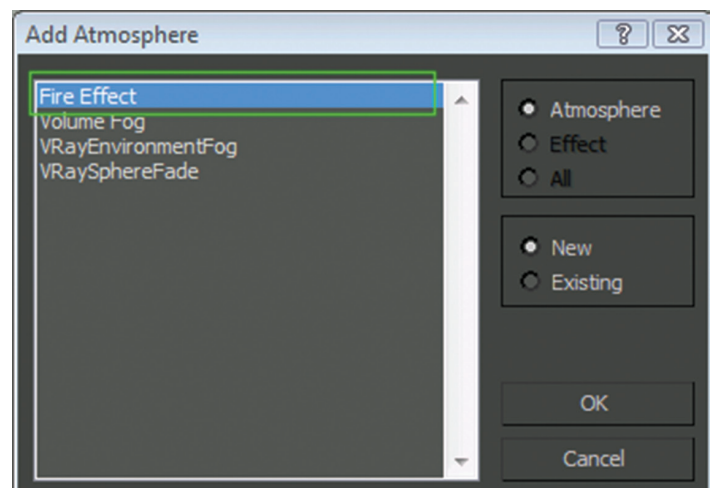 Add Atmosphere
Fire Effect
Volume Fog
VRayEnvironmentFog
VRaySphereFade
Atmosphere
Effect
All
New
Existing
OK
Cancel